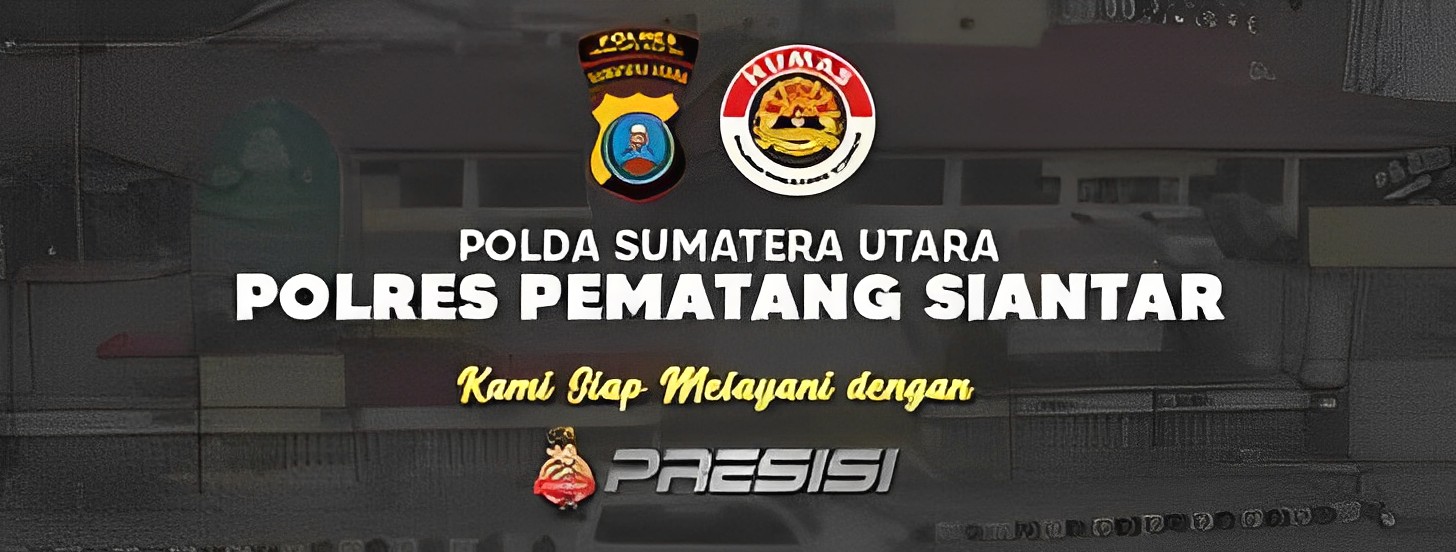 HUMAS
POLDA SUMATERA UTARA
POLRES PEMATANG SIANTAR
Kami Siap Melayani dengan
PRESISI